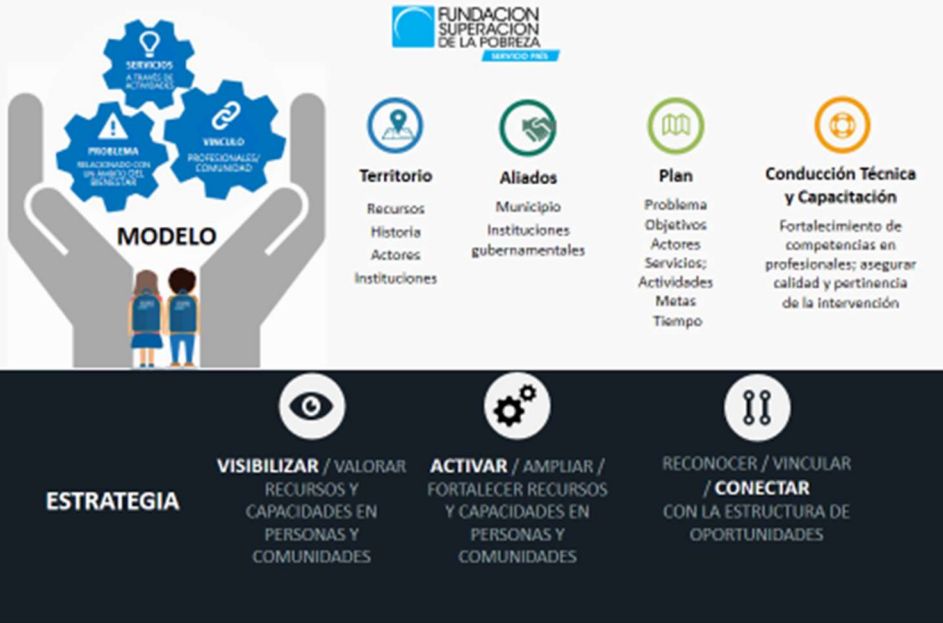 FUNDACION
SUPERACION
DE LA POBREZA
SERVICIO PAÍS
SERVICIOS
A TRAVÉS DE
ACTIVIDADES
PROBLEMA
RELACIONADO CON
UN ÁMBITO DEL
BIENESTAR
VINCULO
PROFESIONALES/
COMUNIDAD
MODELO
Territorio
Recursos
Historia
Actores
Instituciones
Aliados
Municipio
Instituciones
gubernamentales
Plan
Problema
Objetivos
Actores
Servicios;
Actividades
Metas
Tiempo
Conducción Técnica
y Capacitación
Fortalecimiento de
competencias en
profesionales; asegurar
calidad y pertinencia
de la intervención
ESTRATEGIA
VISIBILIZAR / VALORAR
RECURSOS Y
CAPACIDADES EN
PERSONAS Y
COMUNIDADES
ACTIVAR / AMPLIAR /
FORTALECER RECURSOS
Y CAPACIDADES EN
PERSONAS Y
COMUNIDADES
RECONOCER / VINCULAR
/ CONECTAR
CON LA ESTRUCTURA DE
OPORTUNIDADES